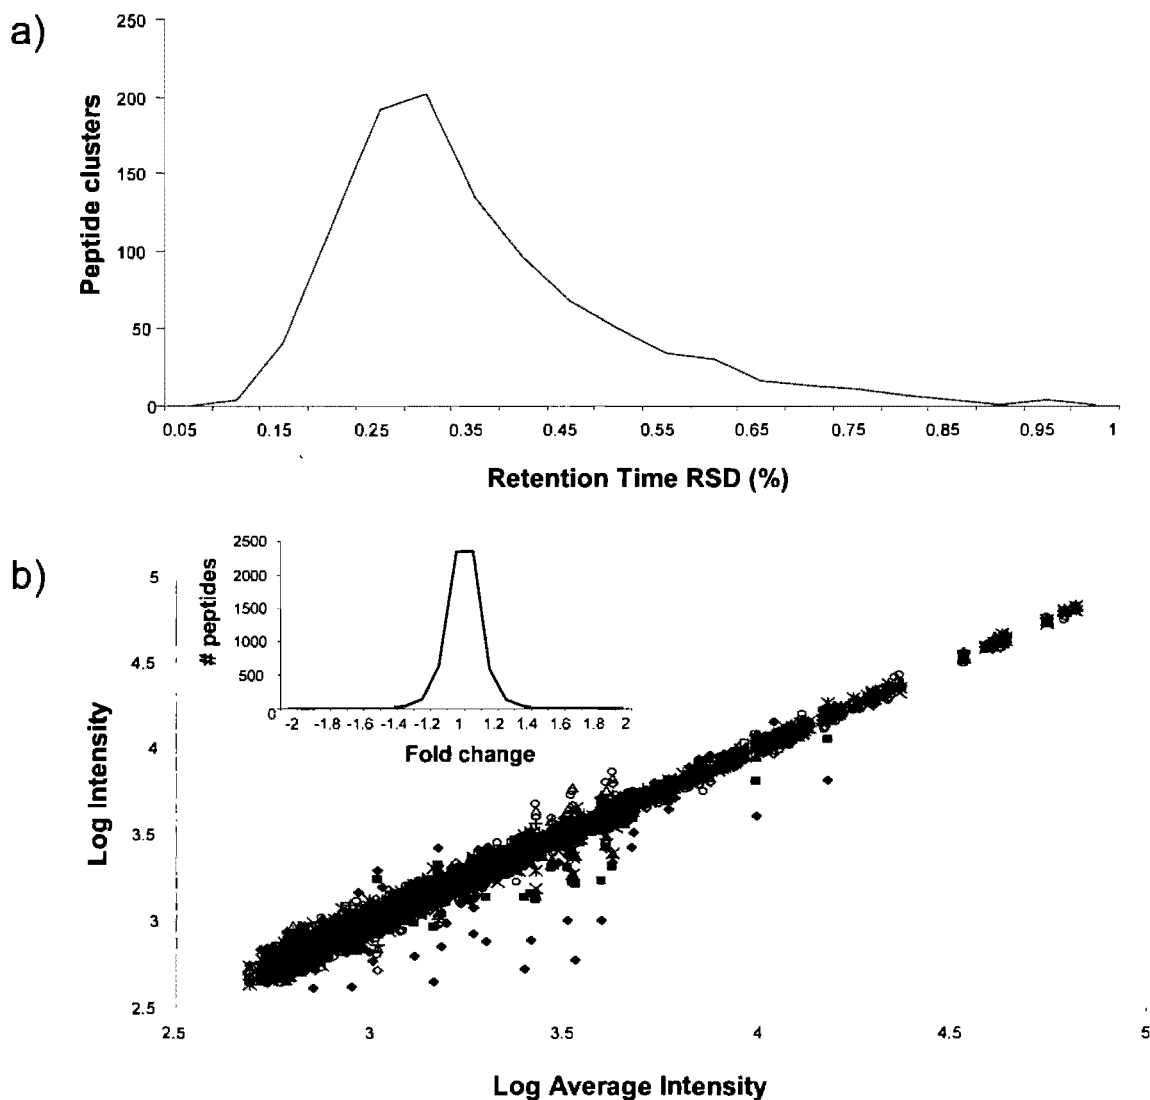 a)
250
200
150
100
50
0
Peptide clusters
0.05 0.15 0.25 0.35 0.45 0.55 0.65 0.75 0.85 0.95 1
Retention Time RSD (%)
b)
2500
2000
1500
1000
500
0
# peptides
-2 -1.8 -1.6 -1.4 -1.2 1 1.2 1.4 1.6 1.8 2
Fold change
5
4.5
4
3.5
3
2.5
Log Intensity
2.5 3 3.5 4 4.5 5
Log Average Intensity